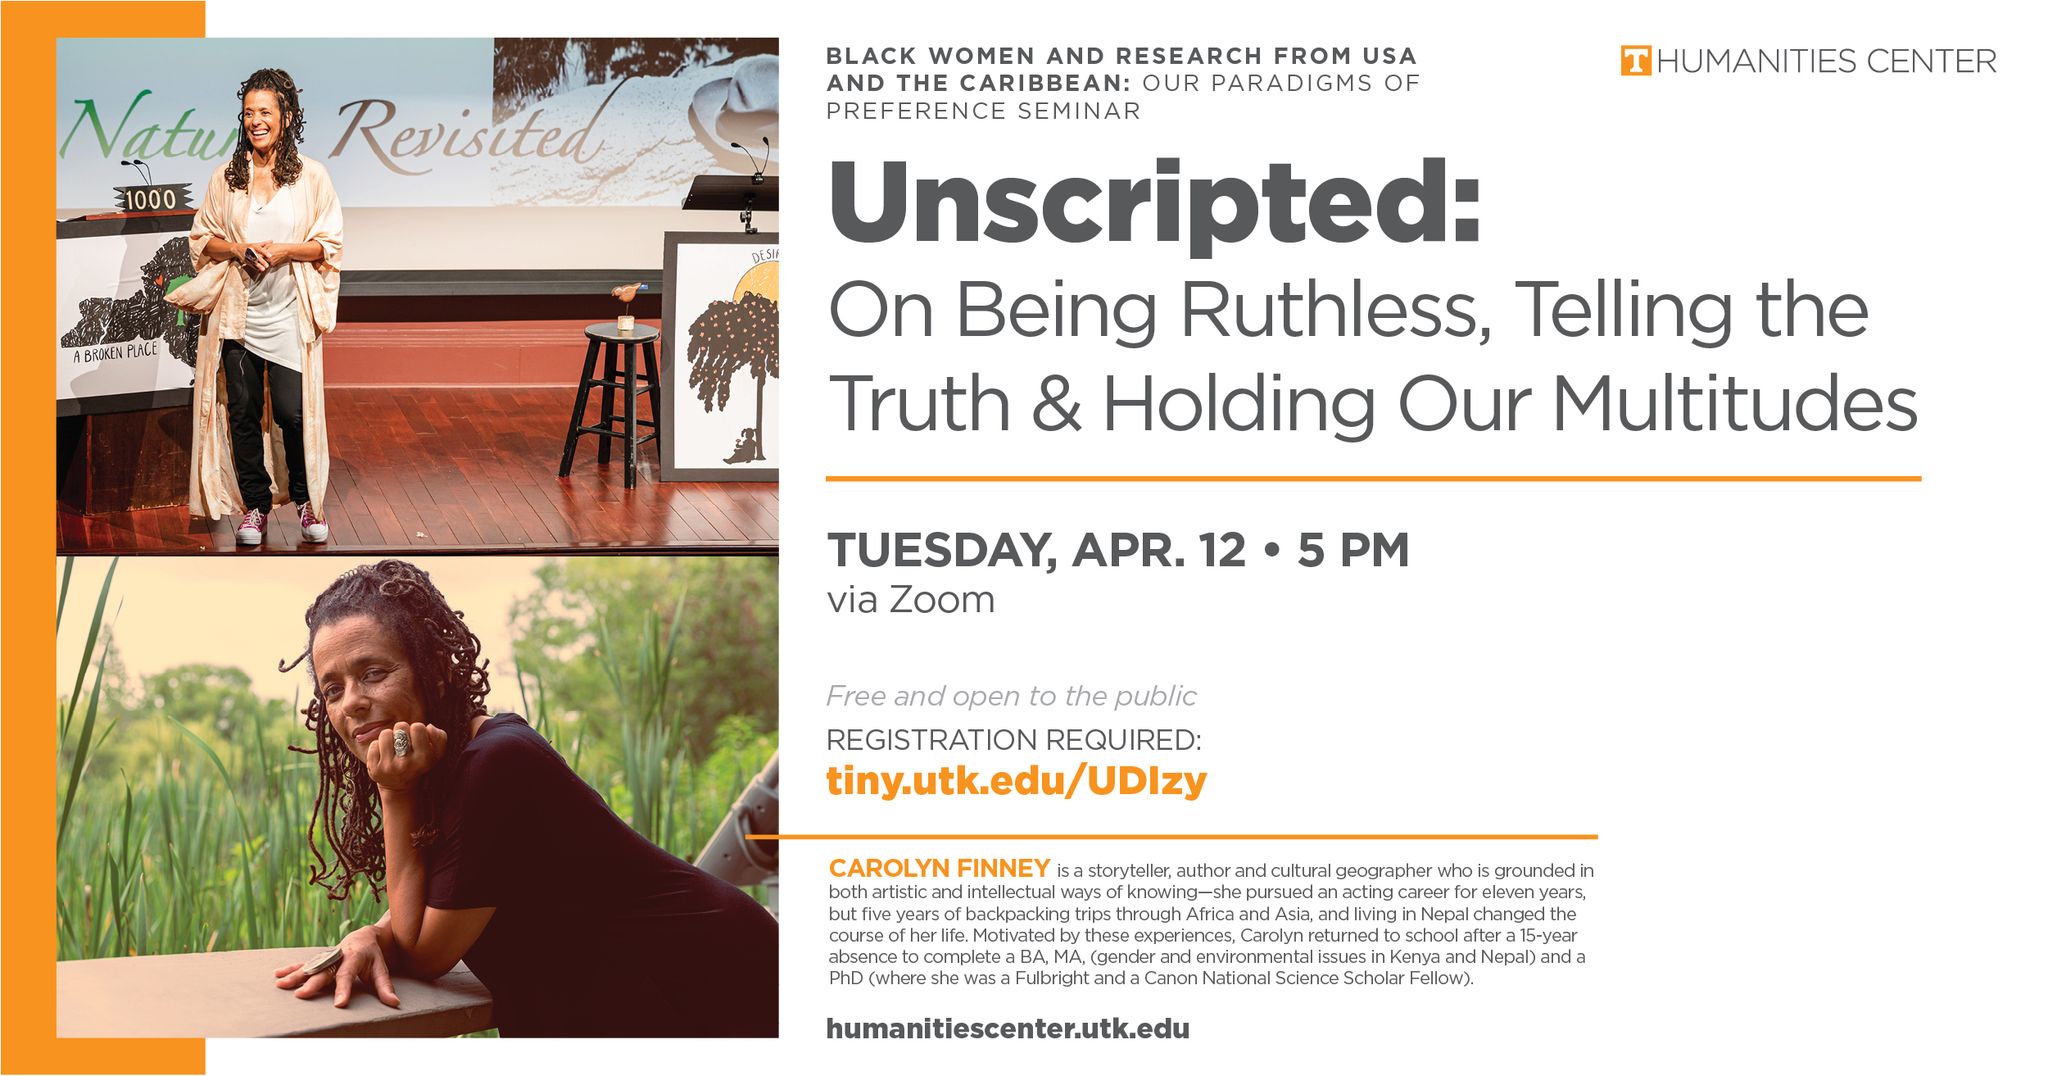 Natur Revisited
1000
A BROKEN PLACE
BLACK WOMEN AND RESEARCH FROM USA
AND THE CARIBBEAN: OUR PARADIGMS OF
PREFERENCE SEMINAR
T HUMANITIES CENTER
Unscripted:
On Being Ruthless, Telling the
Truth & Holding Our Multitudes
TUESDAY, APR. 12 • 5 PM
via Zoom
Free and open to the public
REGISTRATION REQUIRED:
tiny.utk.edu/UDIzy
CAROLYN FINNEY is a storyteller, author and cultural geographer who is grounded in
both artistic and intellectual ways of knowing—she pursued an acting career for eleven years,
but five years of backpacking trips through Africa and Asia, and living in Nepal changed the
course of her life. Motivated by these experiences, Carolyn returned to school after a 15-year
absence to complete a BA, MA, (gender and environmental issues in Kenya and Nepal) and a
PhD (where she was a Fulbright and a Canon National Science Scholar Fellow).
humanitiescenter.utk.edu